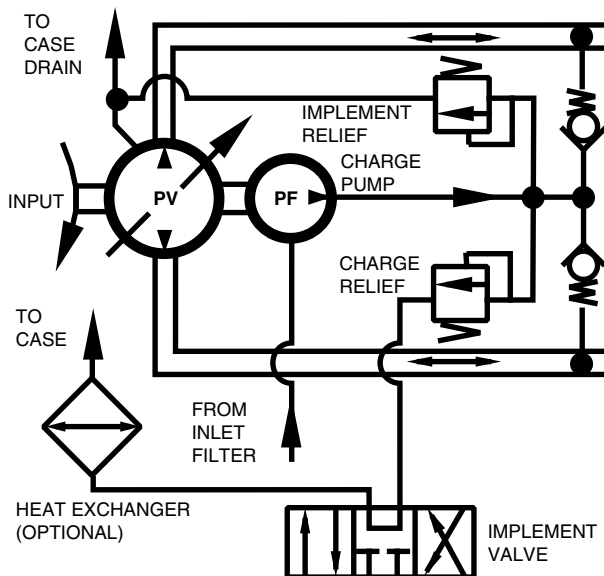 TO
CASE
DRAIN
IMPLEMENT
RELIEF
CHARGE
PUMP
INPUT
PV
PF
CHARGE
RELIEF
TO
CASE
FROM
INLET
FILTER
HEAT EXCHANGER
(OPTIONAL)
IMPLEMENT
VALVE